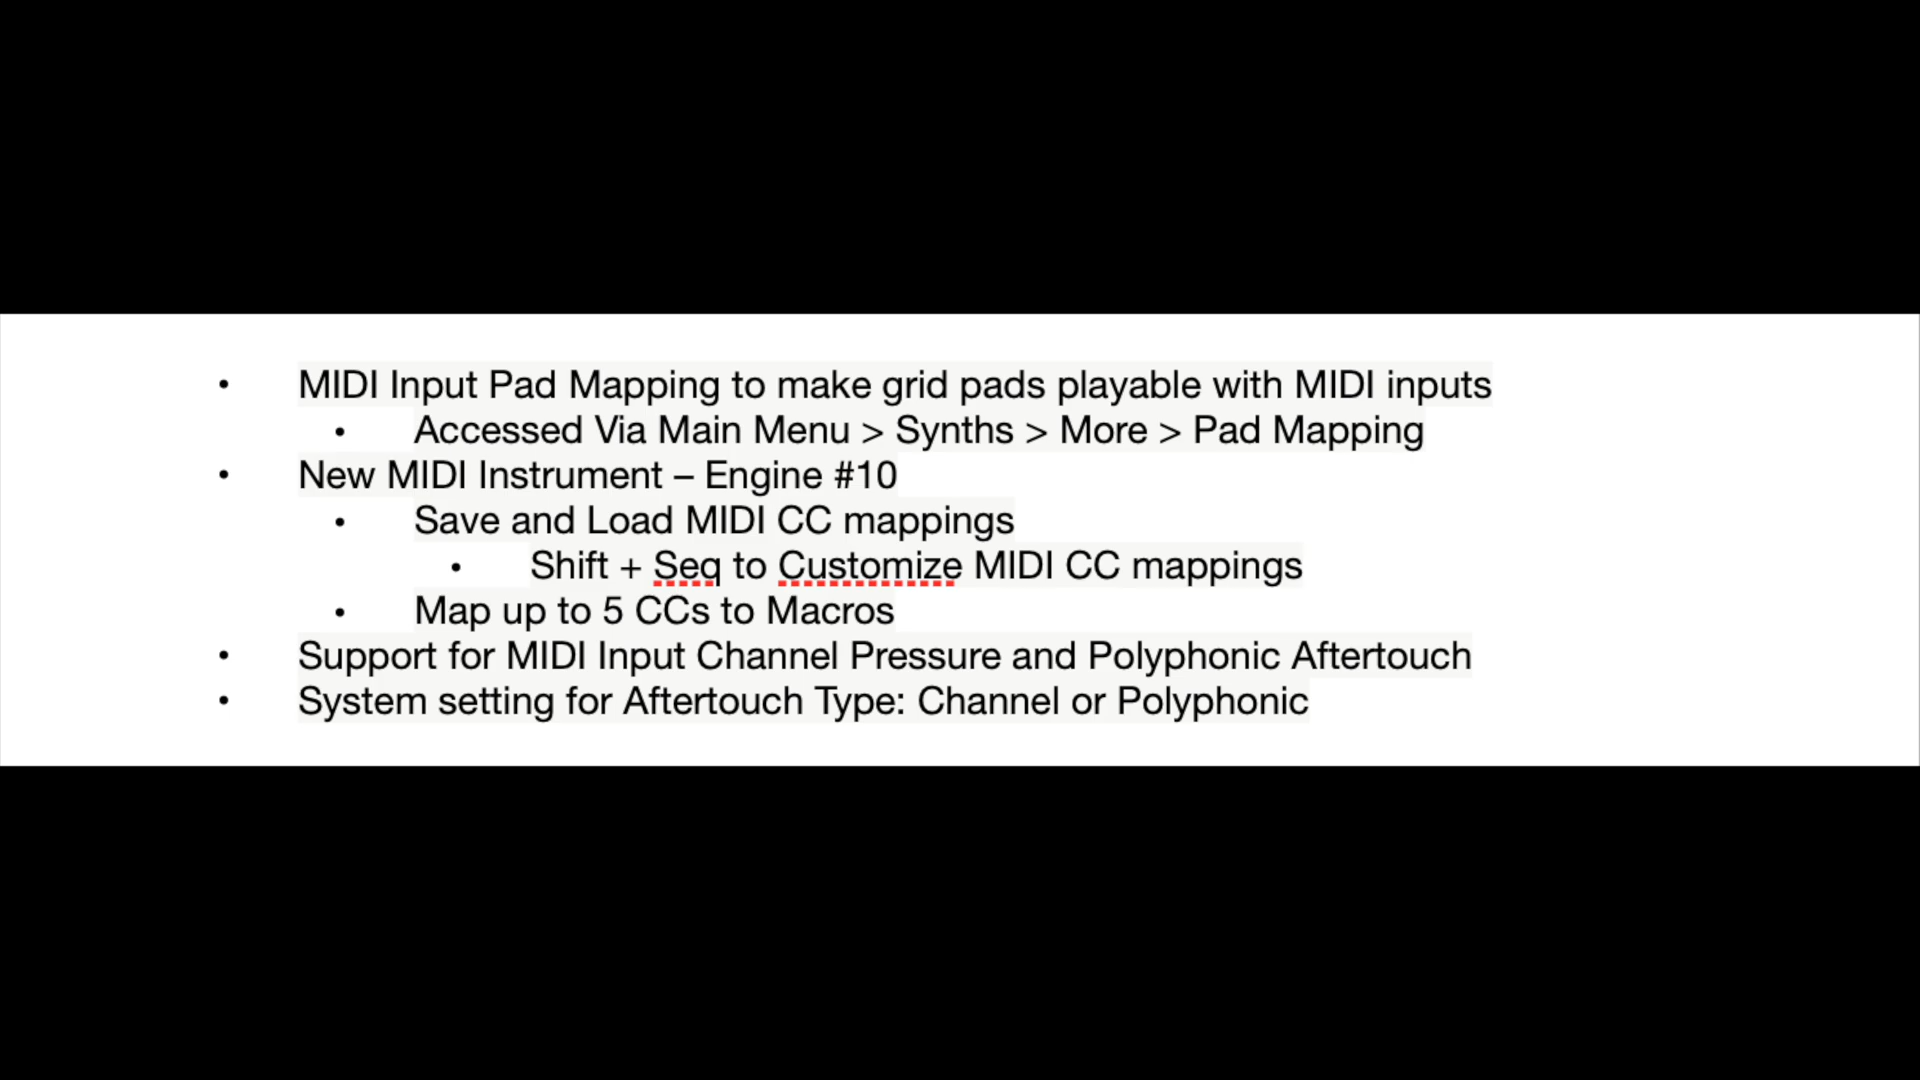 • MIDI Input Pad Mapping to make grid pads playable with MIDI inputs
• Accessed Via Main Menu > Synths > More > Pad Mapping
• New MIDI Instrument – Engine #10
• Save and Load MIDI CC mappings
• Shift + Seq to Customize MIDI CC mappings
• Map up to 5 CCs to Macros
• Support for MIDI Input Channel Pressure and Polyphonic Aftertouch
• System setting for Aftertouch Type: Channel or Polyphonic